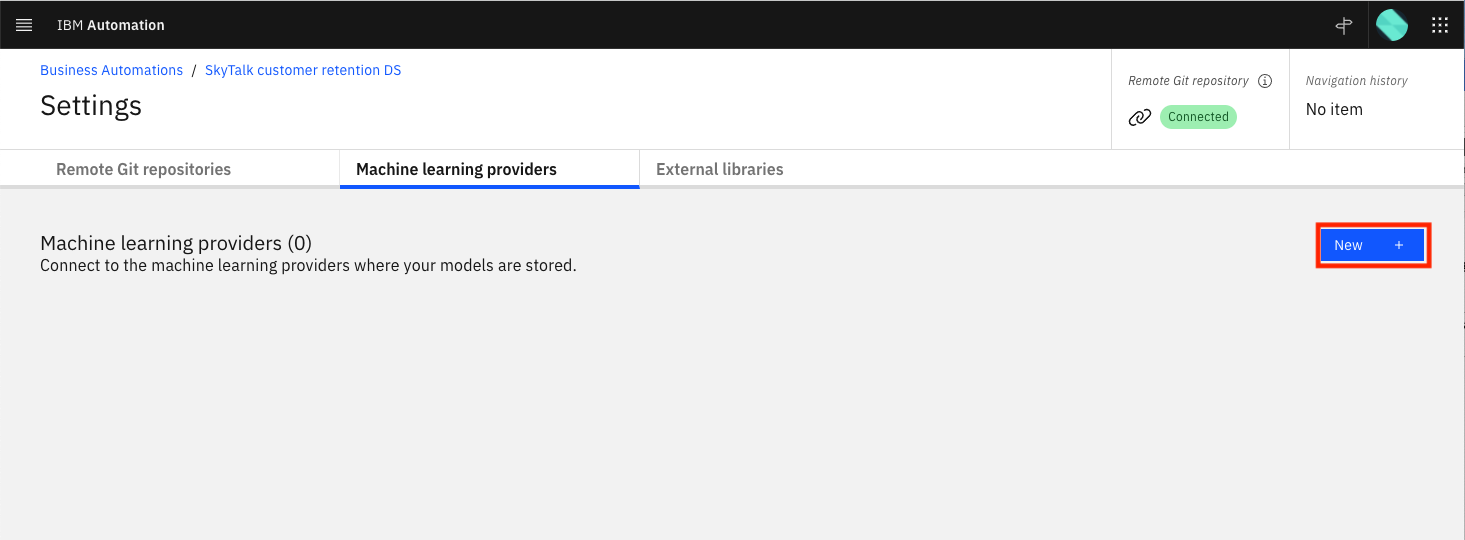 IBM Automation
Business Automations / SkyTalk customer retention DS
Settings
Remote Git repository
Connected
Navigation history
No item
Remote Git repositories
Machine learning providers
External libraries
Machine learning providers (0)
Connect to the machine learning providers where your models are stored.
New +